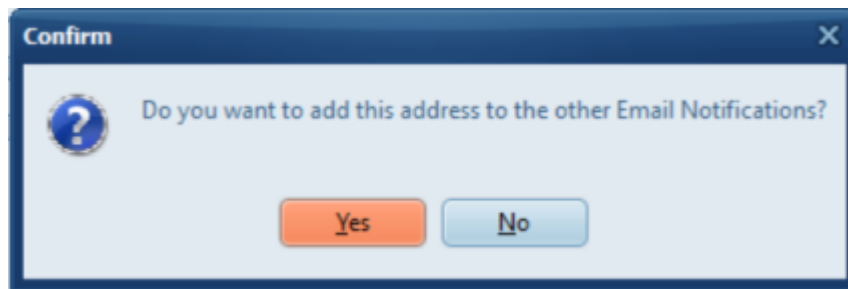 Confirm
Do you want to add this address to the other Email Notifications?
Yes
No